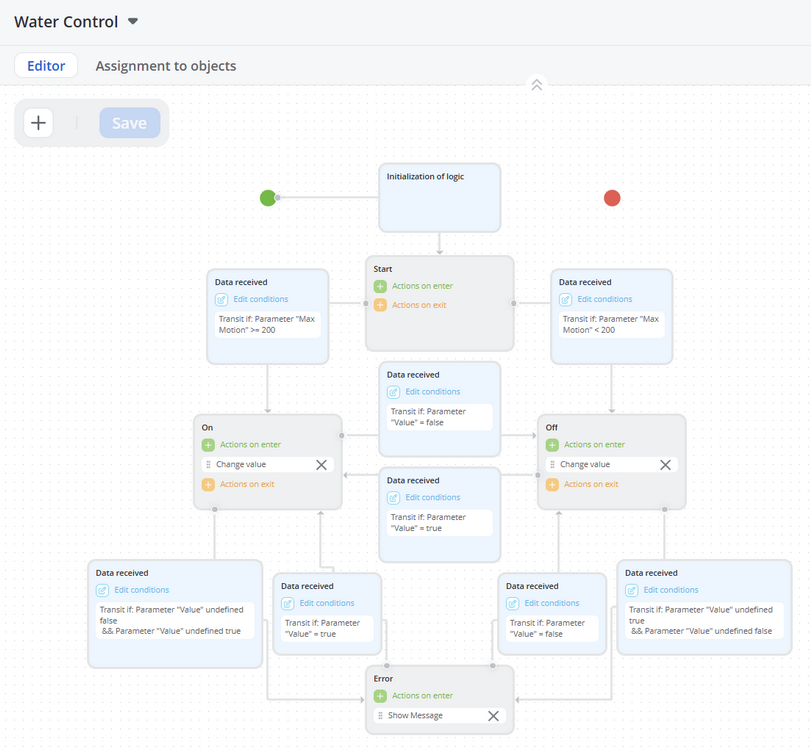 Water Control
Editor
Assignment to objects
Save
Initialization of logic
Start
Actions on enter
Actions on exit
Data received
Edit conditions
Transit if: Parameter "Max
Motion" >= 200
Data received
Edit conditions
Transit if: Parameter "Max
Motion" < 200
Data received
Edit conditions
Transit if: Parameter
"Value" = false
On
Actions on enter
Change value
Actions on exit
Off
Actions on enter
Change value
Actions on exit
Data received
Edit conditions
Transit if: Parameter
"Value" = true
Data received
Edit conditions
Transit if: Parameter "Value" undefined
false
&& Parameter "Value" undefined true
Data received
Edit conditions
Transit if: Parameter
"Value" = true
Data received
Edit conditions
Transit if: Parameter
"Value" = false
Data received
Edit conditions
Transit if: Parameter "Value" undefined
true
&& Parameter "Value" undefined false
Error
Actions on enter
Show Message